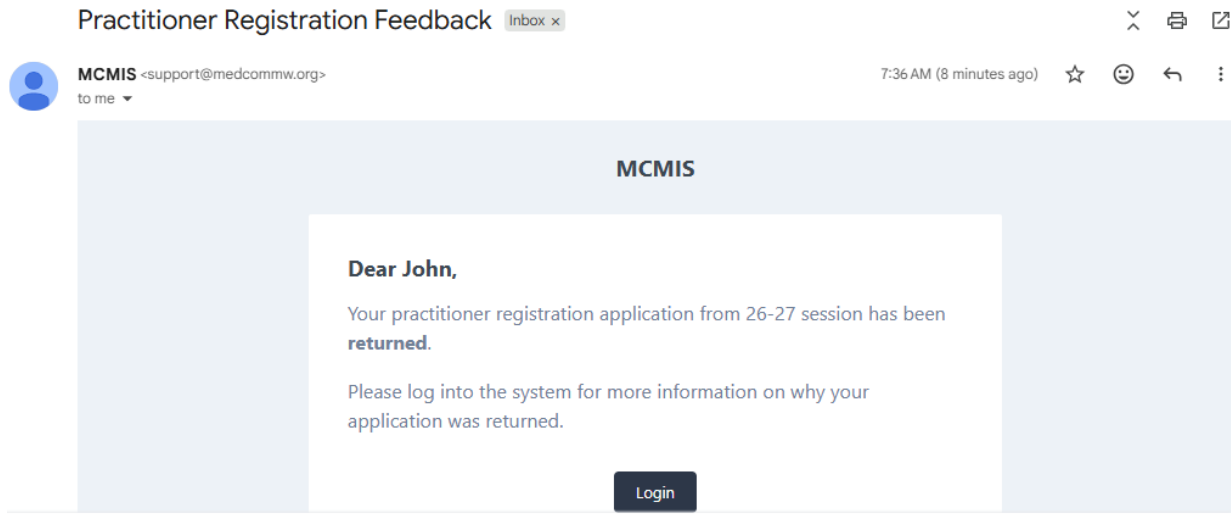 Practitioner Registration Feedback Inbox x
MCMIS <support@medcommw.org> 7:36 AM (8 minutes ago)
to me
MCMIS
Dear John,
Your practitioner registration application from 26-27 session has been
returned.
Please log into the system for more information on why your
application was returned.
Login